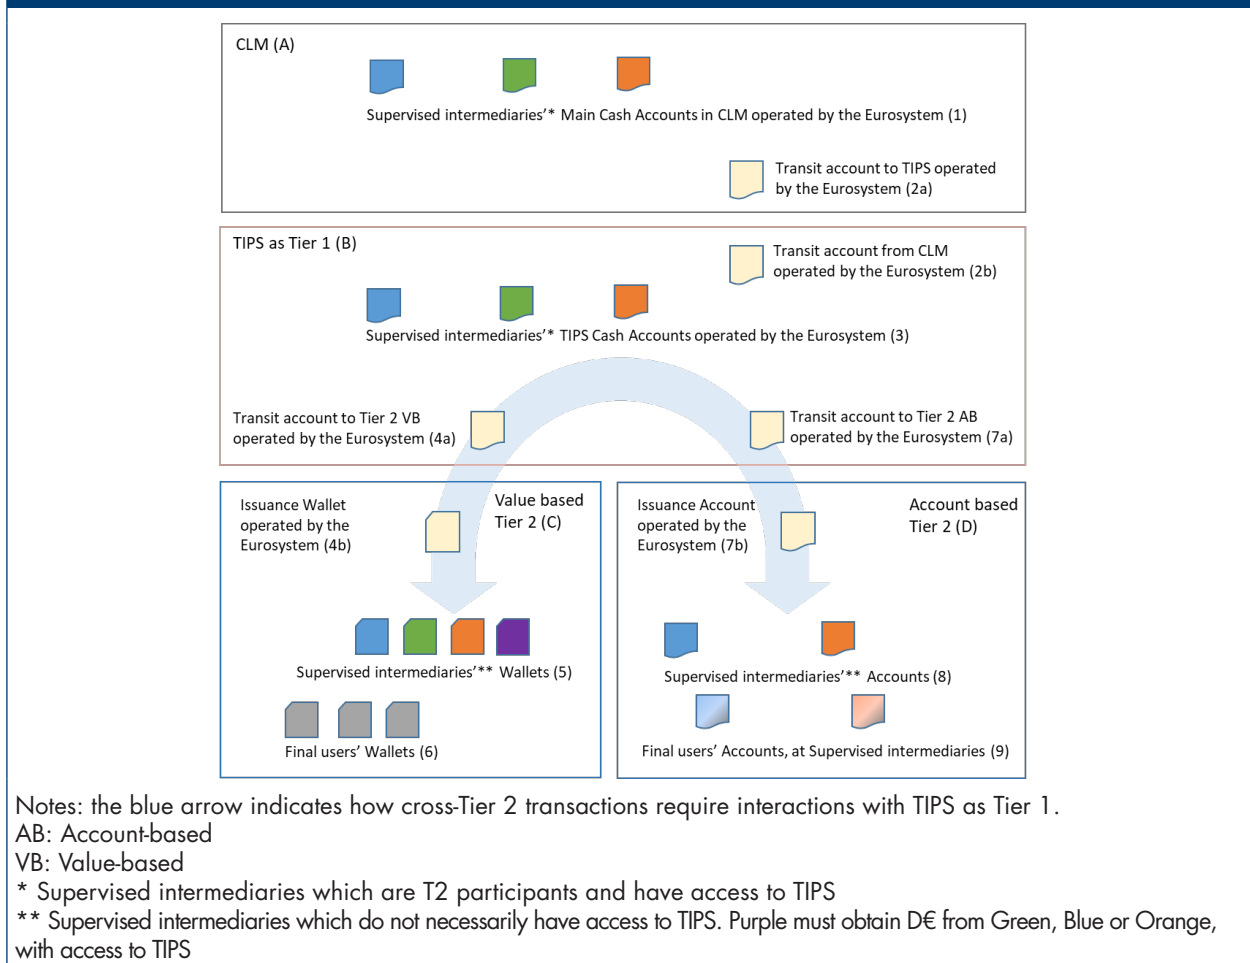 CLM (A)
Supervised intermediaries'* Main Cash Accounts in CLM operated by the Eurosystem (1)
Transit account to TIPS operated
by the Eurosystem (2a)
TIPS as Tier 1 (B)
Transit account from CLM
operated by the Eurosystem (2b)
Supervised intermediaries'* TIPS Cash Accounts operated by the Eurosystem (3)
Transit account to Tier 2 VB
operated by the Eurosystem (4a)
Transit account to Tier 2 AB
operated by the Eurosystem (7a)
Issuance Wallet
operated by the
Eurosystem (4b)
Value based
Tier 2 (C)
Supervised intermediaries'** Wallets (5)
Final users' Wallets (6)
Issuance Account
operated by the
Eurosystem (7b)
Account based
Tier 2 (D)
Supervised intermediaries'** Accounts (8)
Final users' Accounts, at Supervised intermediaries (9)
Notes: the blue arrow indicates how cross-Tier 2 transactions require interactions with TIPS as Tier 1.
AB: Account-based
VB: Value-based
* Supervised intermediaries which are T2 participants and have access to TIPS
** Supervised intermediaries which do not necessarily have access to TIPS. Purple must obtain D€ from Green, Blue or Orange,
with access to TIPS